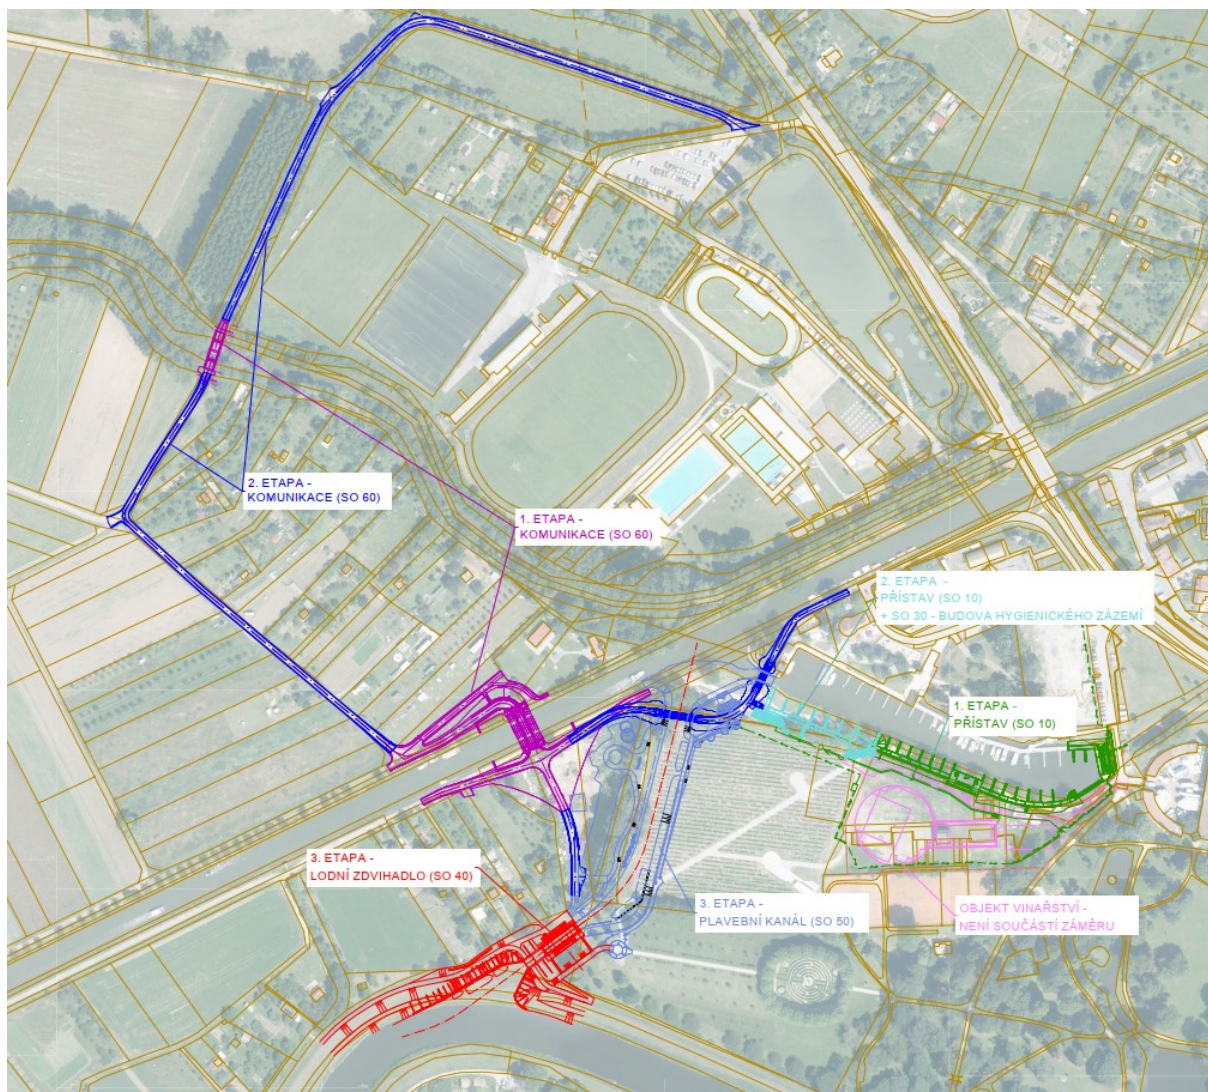 2. ETAPA -
KOMUNIKACE (SO 60)
1. ETAPA -
KOMUNIKACE (SO 60)
2. ETAPA -
PŘÍSTAV (SO 10)
+ SO 30 - BUDOVA HYGIENICKÉHO ZÁZEMÍ
1. ETAPA -
PŘÍSTAV (SO 10)
3. ETAPA -
LODNÍ ZDVIHADLO (SO 40)
3. ETAPA -
PLAVEBNÍ KANÁL (SO 50)
OBJEKT VINAŘSTVÍ -
NENÍ SOUČÁSTÍ ZÁMĚRU